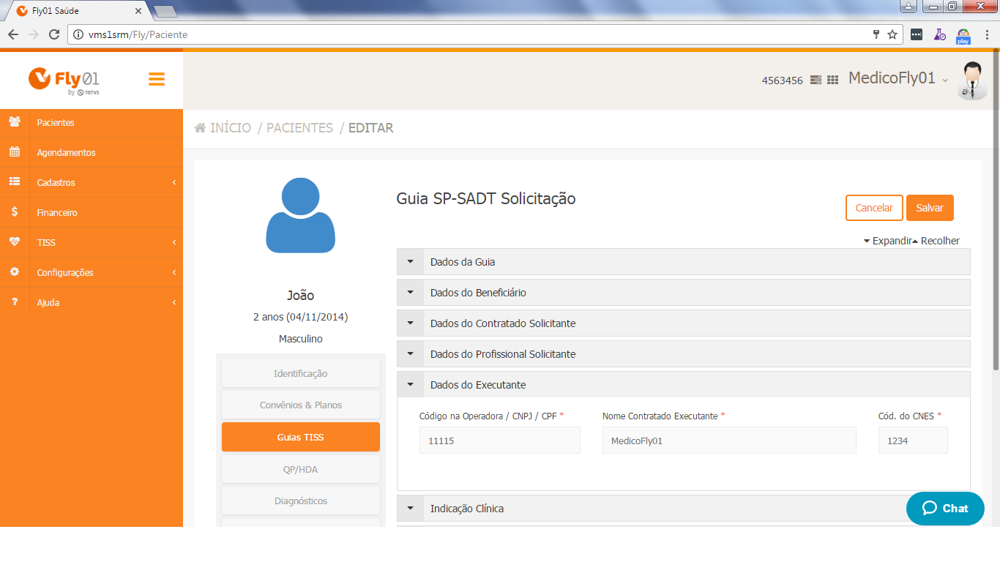 Fly01 Saúde
vms1srm/Fly/Paciente
play
Fly01
by TOTVS
4563456
MedicoFly01
Pacientes
Agendamentos
Cadastros
Financeiro
TISS
Configurações
Ajuda
INÍCIO / PACIENTES / EDITAR
João
2 anos (04/11/2014)
Masculino
Identificação
Convênios & Planos
Guias TISS
QP/HDA
Diagnósticos
Guia SP-SADT Solicitação
Cancelar Salvar
Expandir Recolher
Dados da Guia
Dados do Beneficiário
Dados do Contratado Solicitante
Dados do Profissional Solicitante
Dados do Executante
Código na Operadora / CNPJ / CPF * Nome Contratado Executante * Cód. do CNES *
11115 MedicoFly01 1234
Indicação Clínica
Chat